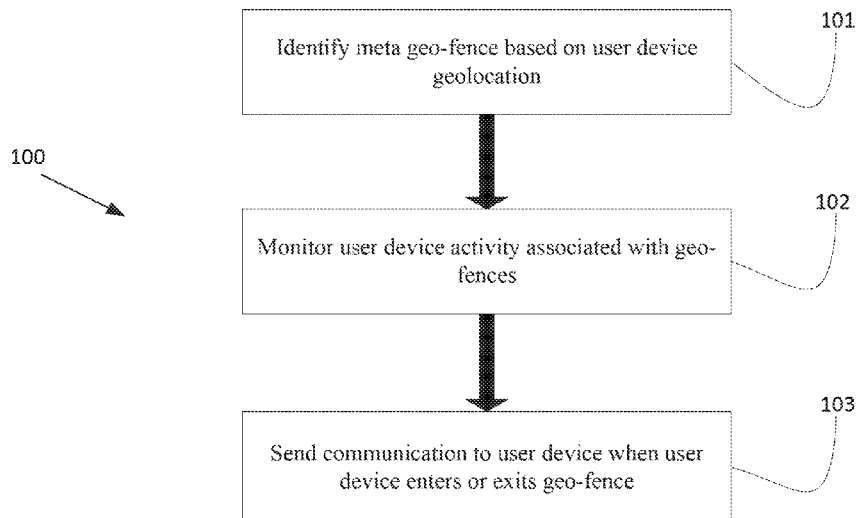 101
Identify meta geo-fence based on user device
geolocation
100
102
Monitor user device activity associated with geo-
fences
103
Send communication to user device when user
device enters or exits geo-fence